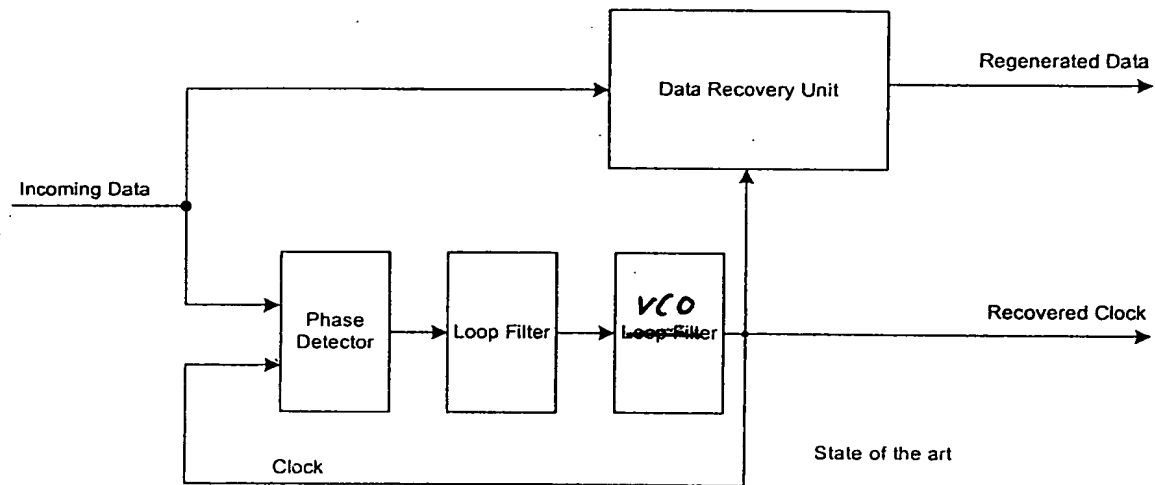 Regenerated Data
Data Recovery Unit
Incoming Data
Phase
Detector
Loop Filter
VCO
Loop Filter
Recovered Clock
Clock
State of the art